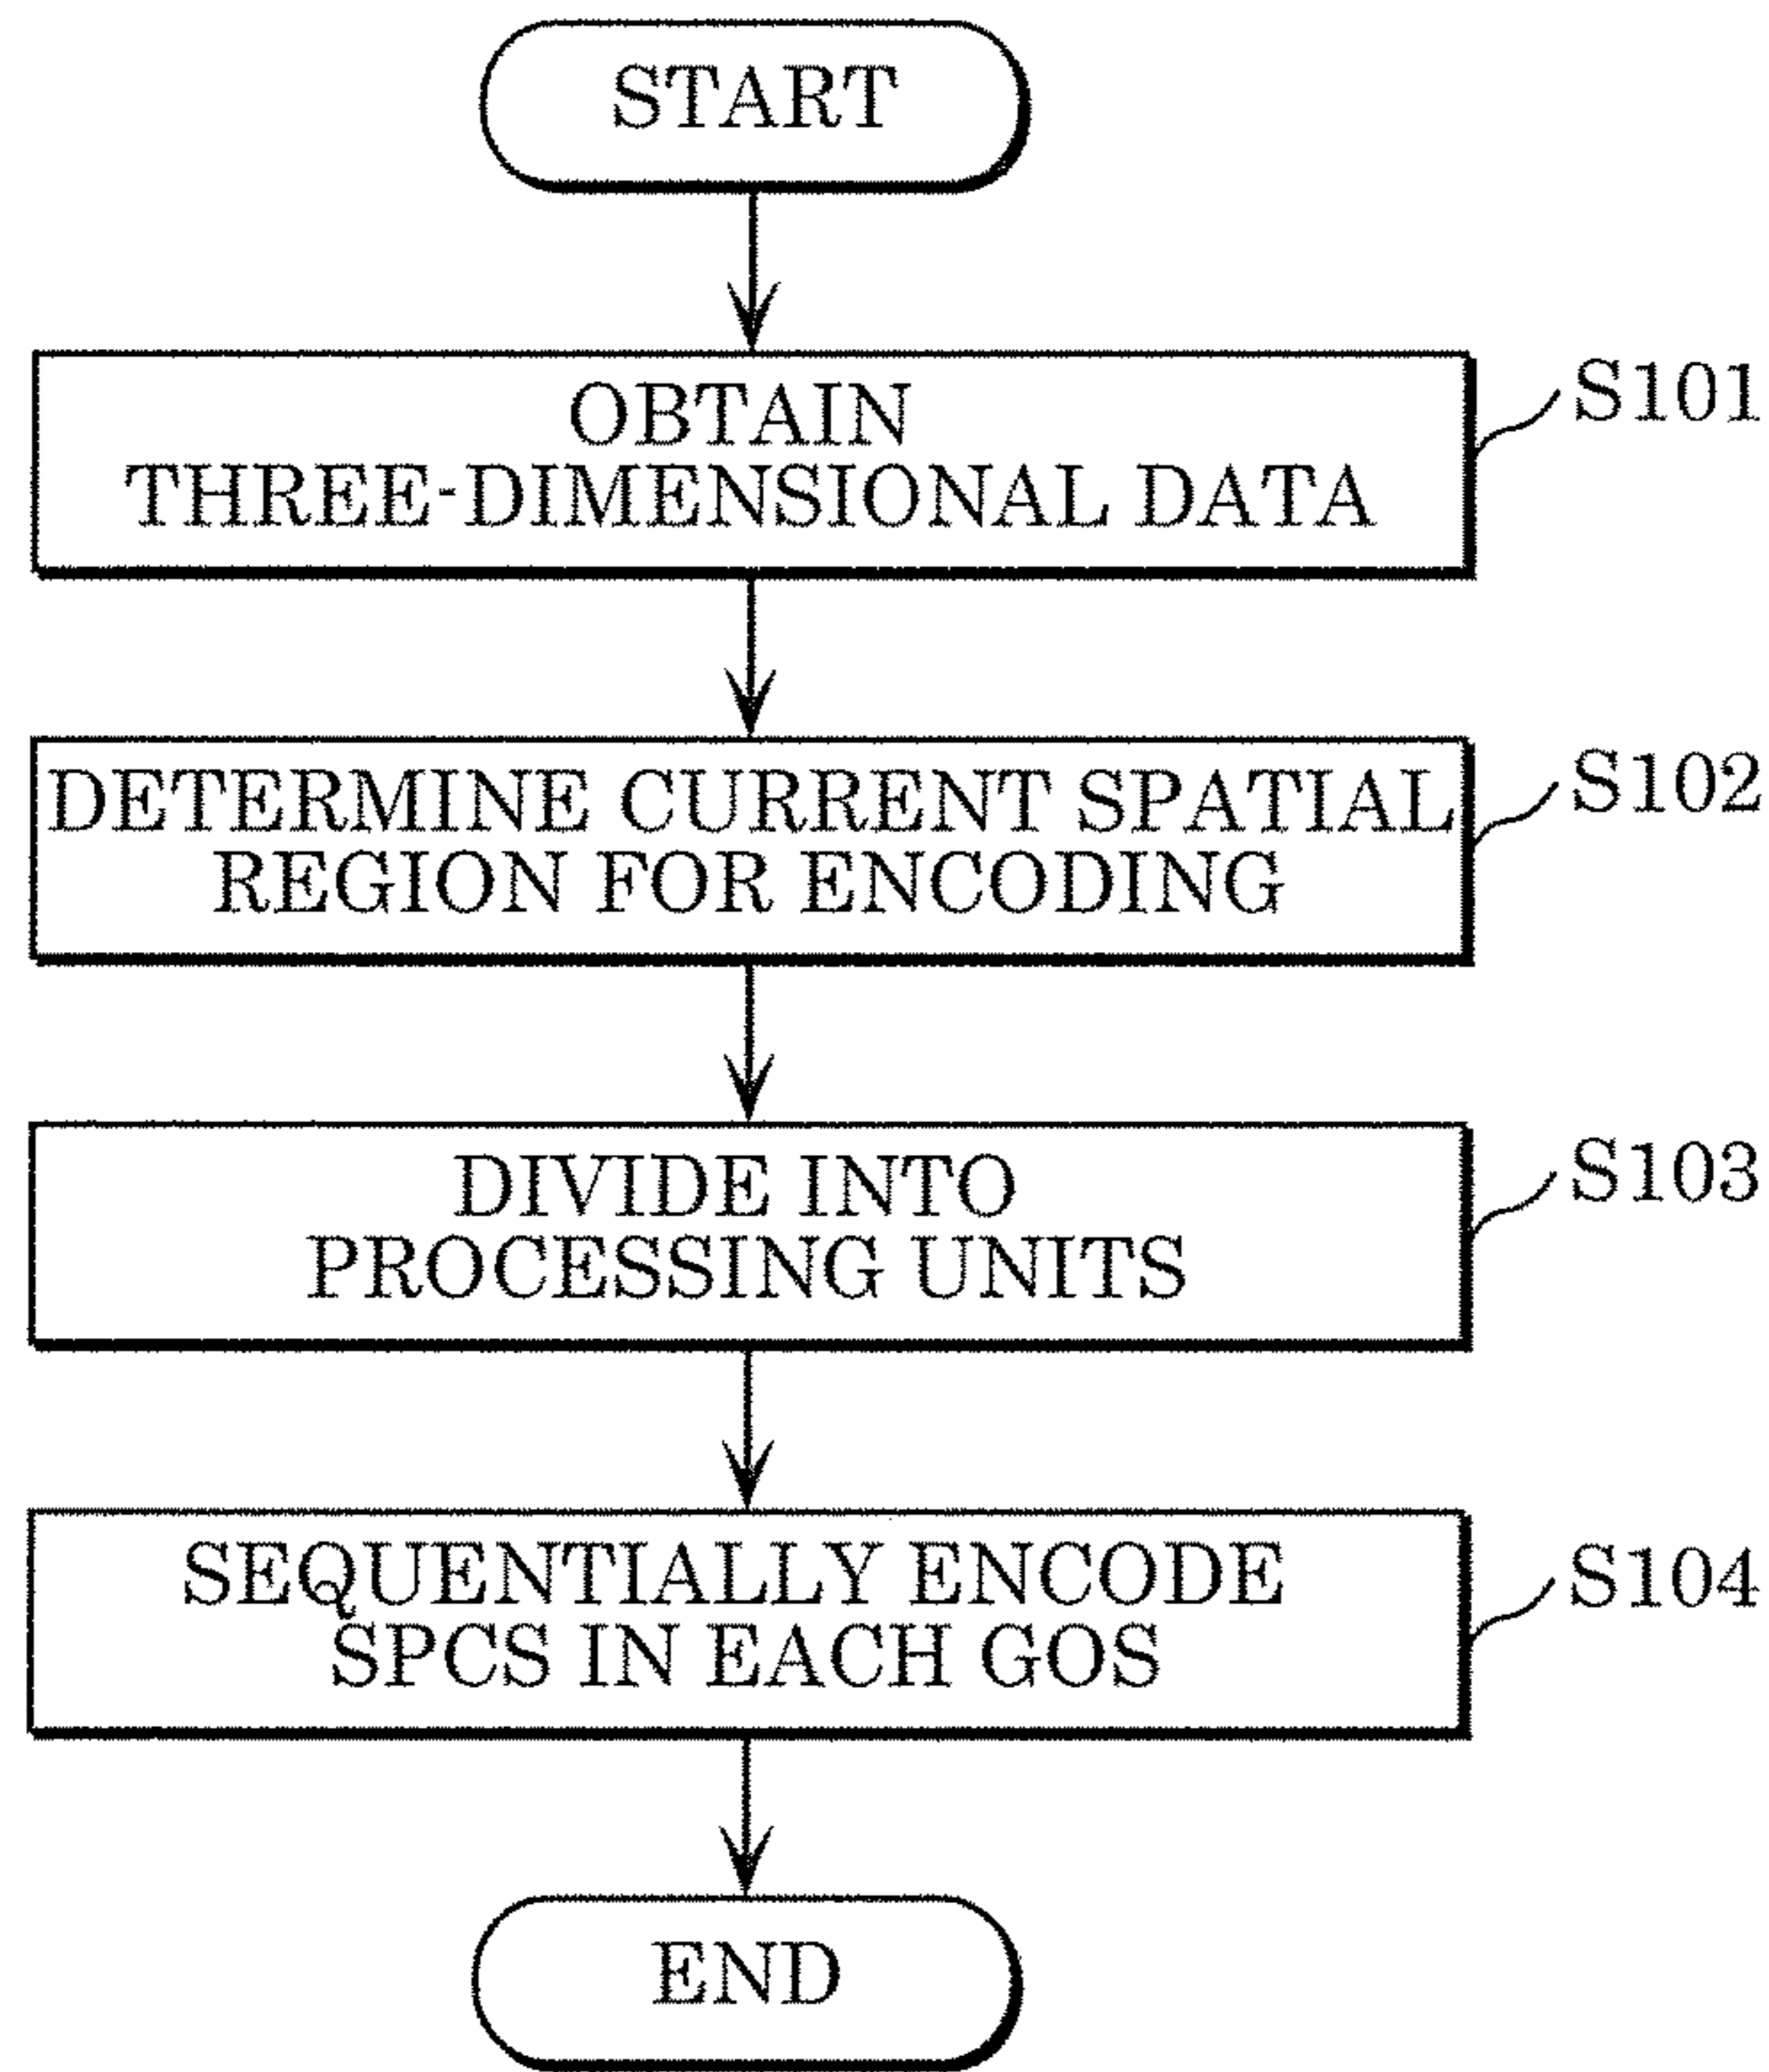 START
OBTAIN
THREE-DIMENSIONAL DATA
S101
DETERMINE CURRENT SPATIAL
REGION FOR ENCODING
S102
DIVIDE INTO
PROCESSING UNITS
S103
SEQUENTIALLY ENCODE
SPCS IN EACH GOS
S104
END